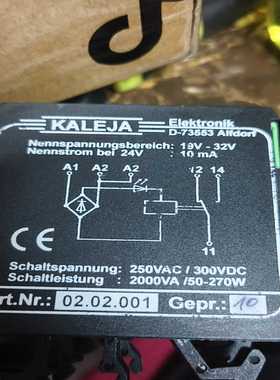 KALEJA
Elektronik
D-73553 Alfdorf
Nennspannungsbereich: 19V - 32V
Nennstrom bei 24V : 10 mA
A1 A2 A2 12 14
11
CE
Schaltspannung: 250VAC / 300VDC
Schaltleistung: 2000VA /50-270W
rt.Nr.: 02.02.001 Gepr.: 10